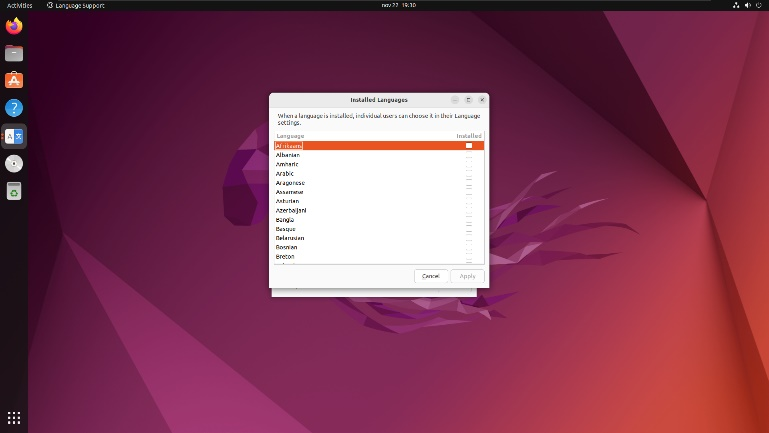 Activities
Language Support
nov 22 19:30
Installed Languages
When a language is installed, individual users can choose it in their Language
settings.
Language Installed
Afrikaans
Albanian
Amharic
Arabic
Aragonese
Assamese
Asturian
Azerbaijani
Bangla
Basque
Belarusian
Bosnian
Breton
Cancel Apply